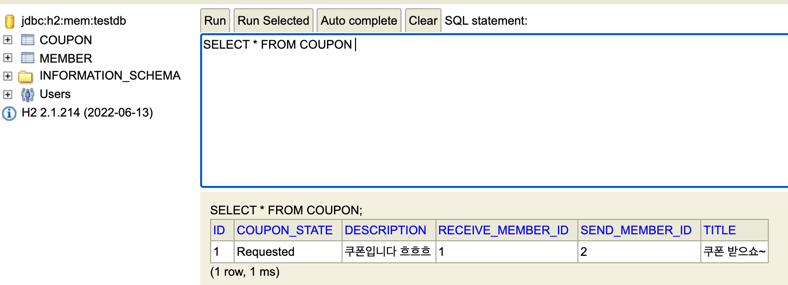 jdbc:h2:mem:testdb
COUPON
MEMBER
INFORMATION_SCHEMA
Users
H2 2.1.214 (2022-06-13)
Run Run Selected Auto complete Clear SQL statement:
SELECT * FROM COUPON
SELECT * FROM COUPON;
ID COUPON_STATE DESCRIPTION RECEIVE_MEMBER_ID SEND_MEMBER_ID TITLE
1 Requested 쿠폰입니다 흐흐흐 1 2 쿠폰 받으쇼~
(1 row, 1 ms)